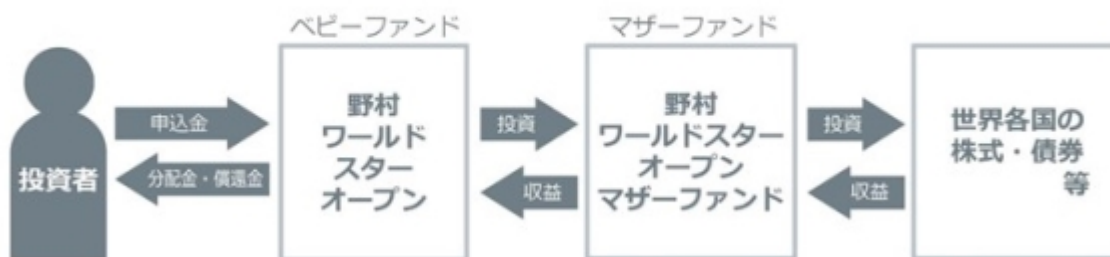 ベビーファンド
マザーファンド
投資者
申込金
分配金・償還金
野村
ワールド
スター
オープン
投資
収益
野村
ワールドスター
オープン
マザーファンド
投資
収益
世界各国の
株式・債券
等